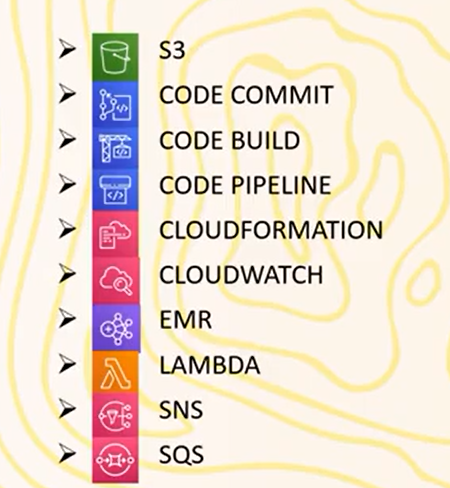 S3
CODE COMMIT
CODE BUILD
CODE PIPELINE
CLOUDFORMATION
CLOUDWATCH
EMR
LAMBDA
SNS
SQS